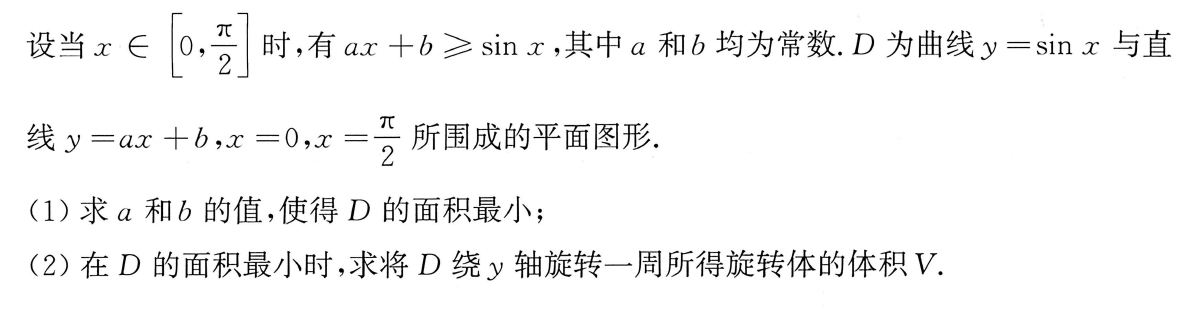 设当 x ∈ [0, π/2] 时,有 ax + b ⩾ sin x ,其中 a 和 b 均为常数. D 为曲线 y = sin x 与直
线 y = ax + b , x = 0, x = π/2 所围成的平面图形.
(1) 求 a 和 b 的值,使得 D 的面积最小;
(2) 在 D 的面积最小时,求将 D 绕 y 轴旋转一周所得旋转体的体积 V.